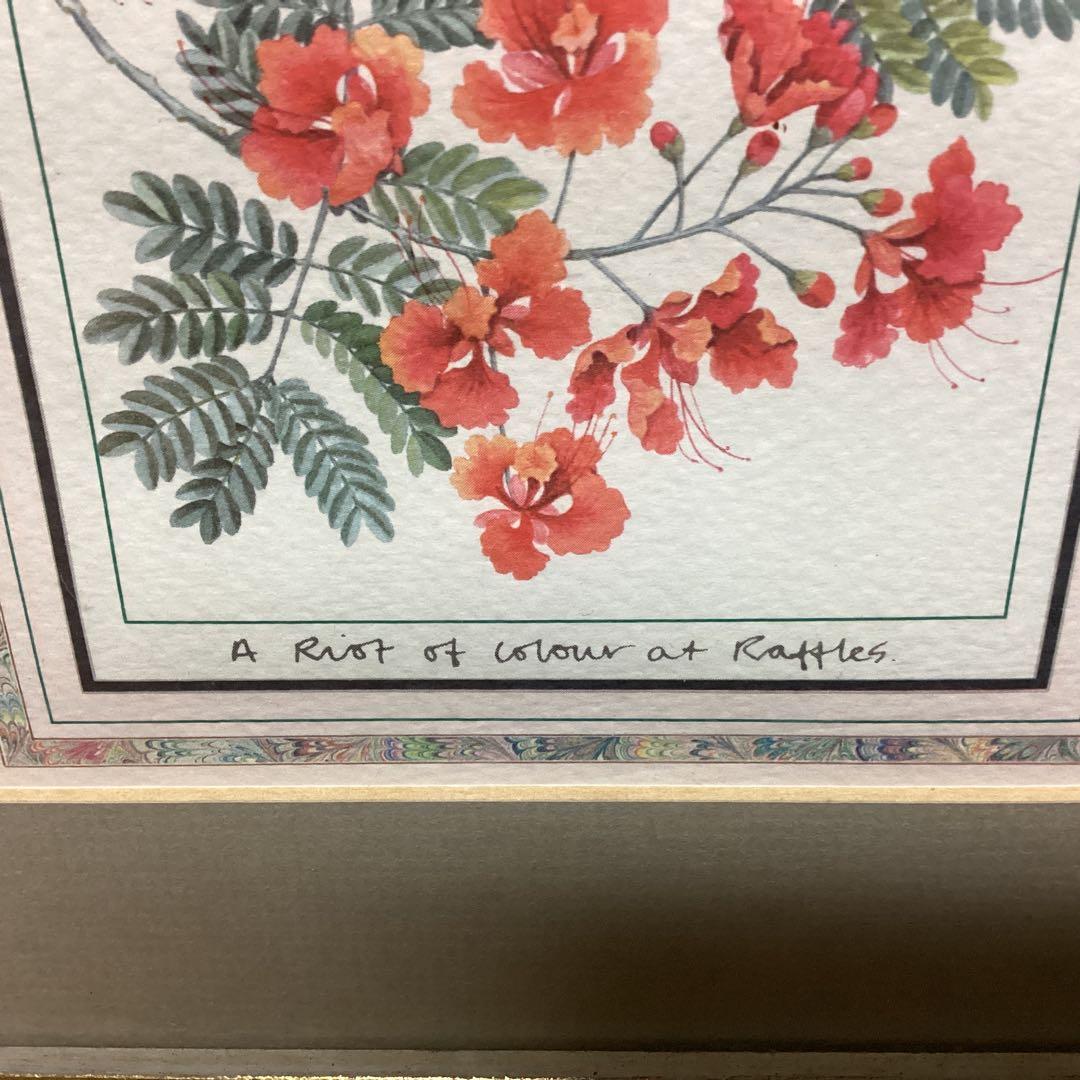 A Riot of Colour at Raffles.